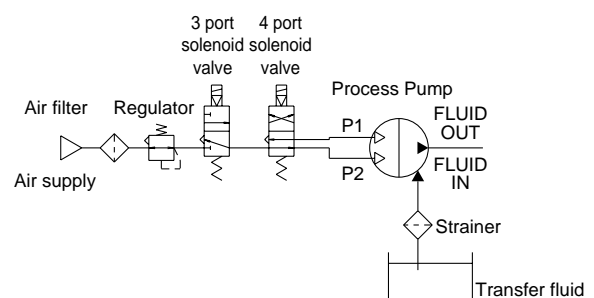 3 port
solenoid
valve
4 port
solenoid
valve
Process Pump
Air filter
Regulator
P1
FLUID
OUT
FLUID
IN
Air supply
P2
Strainer
Transfer fluid